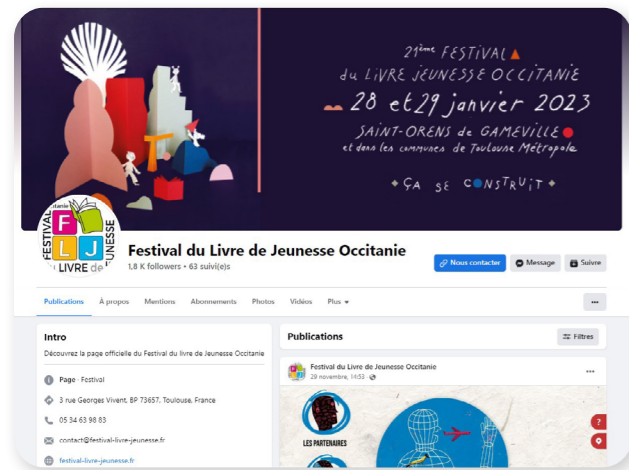 21ème FESTIVAL
du LIVRE JEUNESSE OCCITANIE
28 et 29 janvier 2023
SAINT-ORENS de GAMEVILLE
et dans les communes de Toulouse Métropole
ÇA SE CONSTRUIT
FESTIVAL
F
L J
JEUNESSE
LIVRE de
Festival du Livre de Jeunesse Occitanie
1,8 K followers • 63 suivi(e)s
Nous contacter
Message
Suivre
Publications
À propos
Mentions
Abonnements
Photos
Vidéos
Plus
Intro
Découvrez la page officielle du Festival du livre de Jeunesse Occitanie
Page · Festival
3 rue Georges Vivent, BP 73657, Toulouse, France
05 34 63 98 83
contact@festival-livre-jeunesse.fr
festival-livre-jeunesse.fr
Publications
Filtres
Festival du Livre de Jeunesse Occitanie
29 novembre, 14:53
LES PARTENAIRES
?